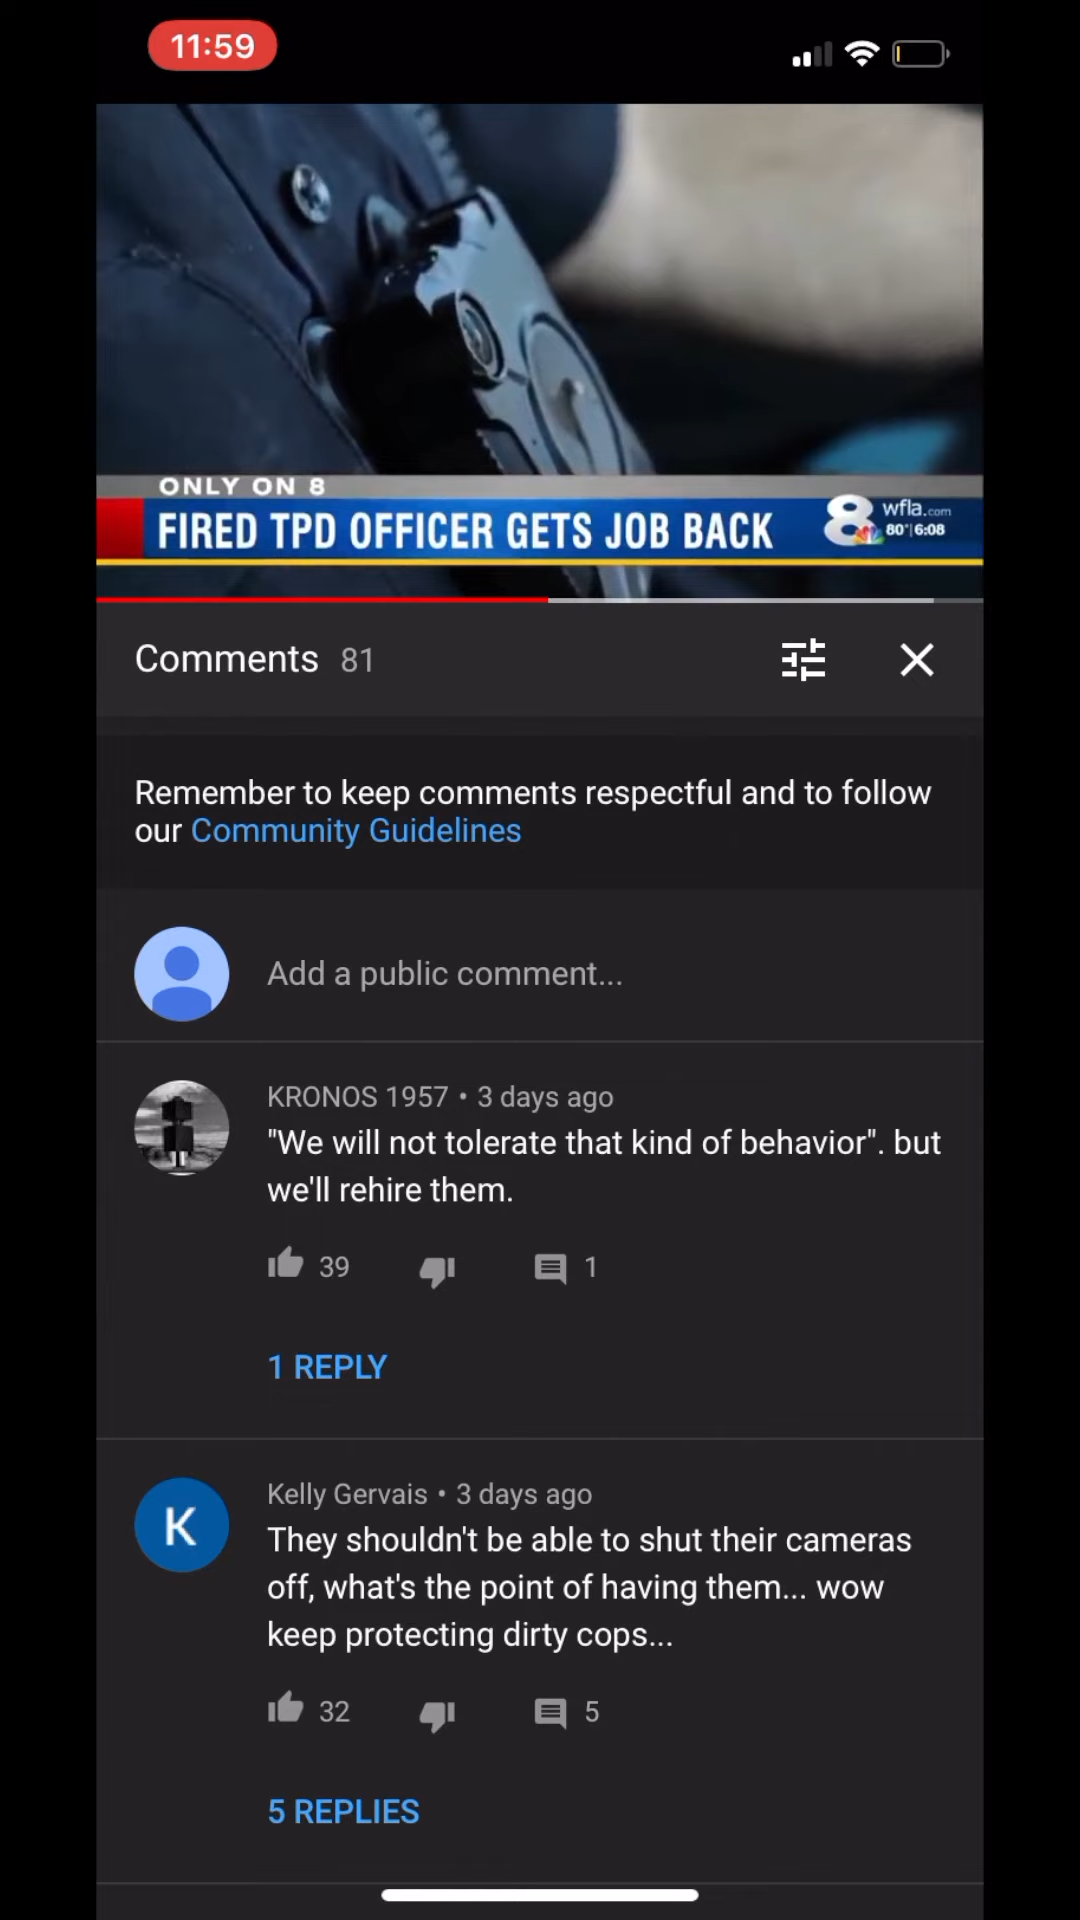 11:59
ONLY ON 8
FIRED TPD OFFICER GETS JOB BACK
8 wfla.com
80° 6:08
Comments 81
Remember to keep comments respectful and to follow
our Community Guidelines
Add a public comment...
KRONOS 1957 • 3 days ago
"We will not tolerate that kind of behavior". but
we'll rehire them.
39 1
1 REPLY
K
Kelly Gervais • 3 days ago
They shouldn't be able to shut their cameras
off, what's the point of having them... wow
keep protecting dirty cops...
32 5
5 REPLIES